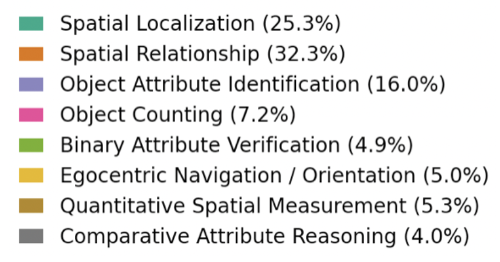 Spatial Localization (25.3%)
Spatial Relationship (32.3%)
Object Attribute Identification (16.0%)
Object Counting (7.2%)
Binary Attribute Verification (4.9%)
Egocentric Navigation / Orientation (5.0%)
Quantitative Spatial Measurement (5.3%)
Comparative Attribute Reasoning (4.0%)